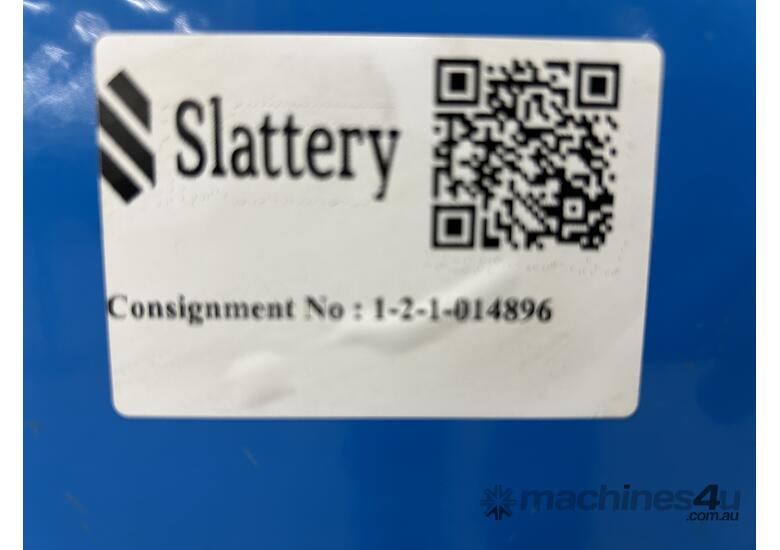 Slattery
Consignment No : 1-2-1-014896
machines4u
.com.au